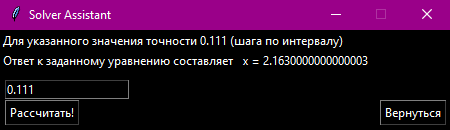 Solver Assistant
Для указанного значения точности 0.111 (шага по интервалу)
Ответ к заданному уравнению составляет x = 2.1630000000000003
0.111
Рассчитать! Вернуться